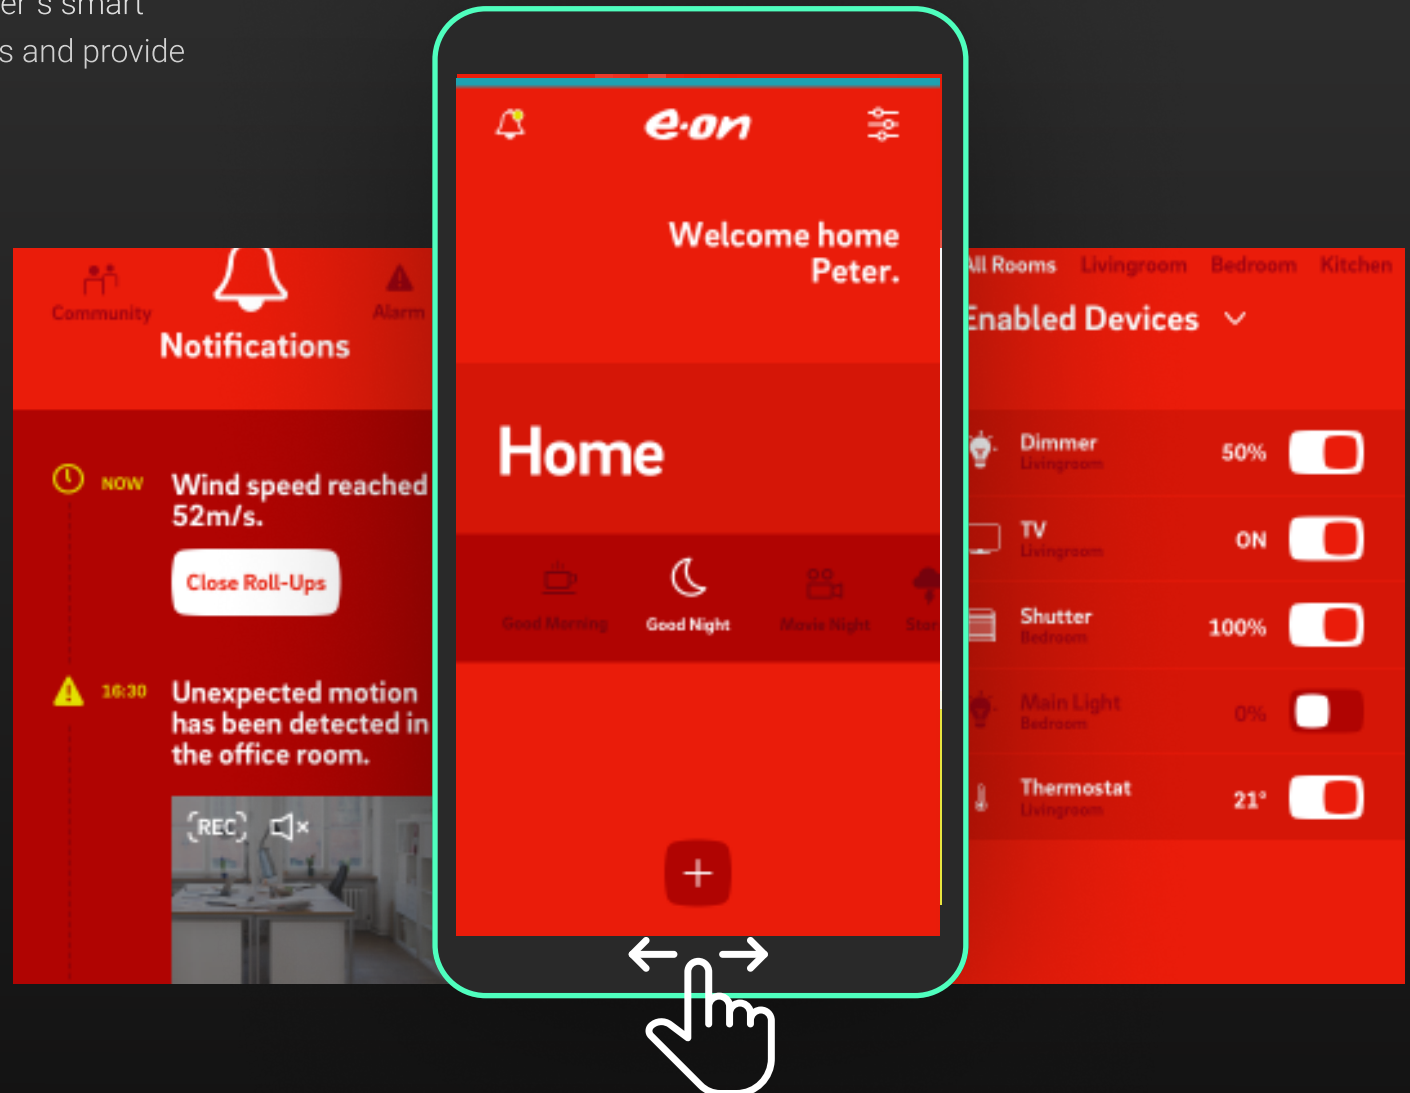 er's smart
s and provide
e·on
Welcome home
Peter.
Home
Good Morning
Good Night
Movie Night
Community
Alarm
Notifications
NOW
Wind speed reached
52m/s.
Close Roll-Ups
16:30
Unexpected motion
has been detected in
the office room.
REC
All Rooms
Livingroom
Bedroom
Kitchen
Enabled Devices
Dimmer
Livingroom
50%
TV
Livingroom
ON
Shutter
Bedroom
100%
Main Light
Bedroom
0%
Thermostat
Livingroom
21°